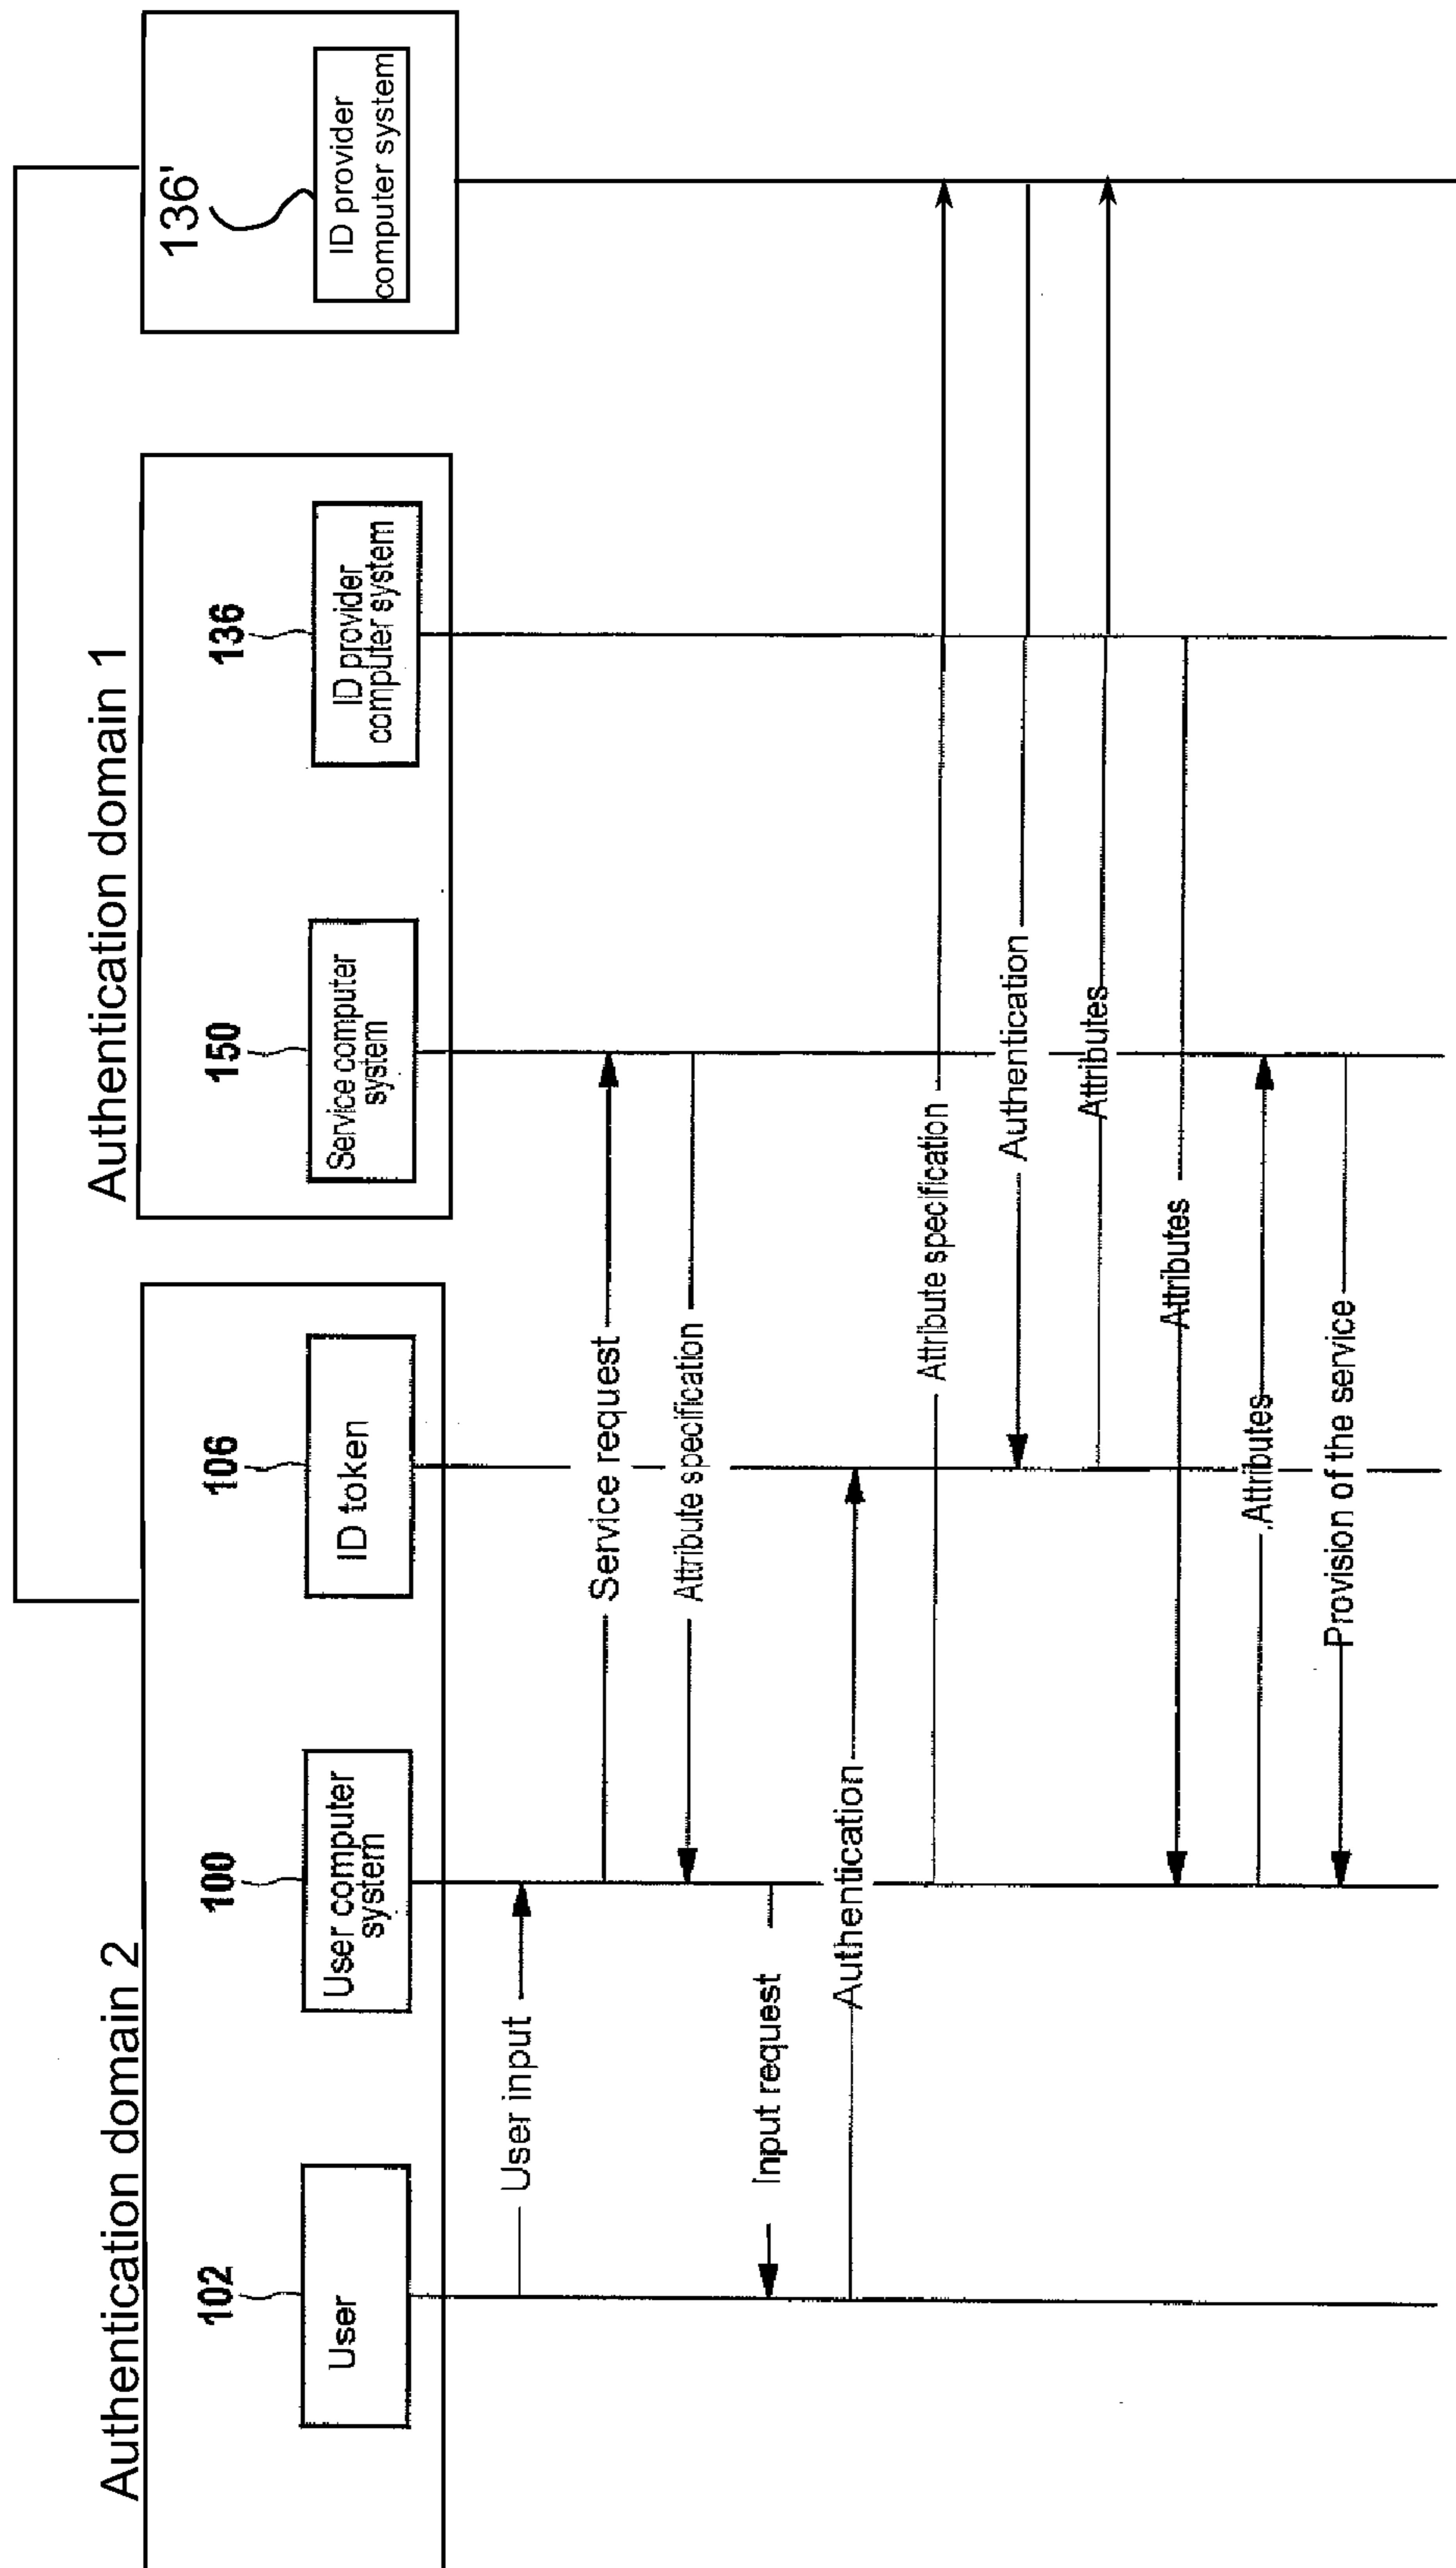 Authentication domain 2
Authentication domain 1
102
100
106
150
136
136'
User
User computer
system
ID token
Service computer
system
ID provider
computer system
ID provider
computer system
User input
Service request
Attribute specification
Input request
Authentication
Attribute specification
Authentication
Attributes
Attributes
Attributes
Provision of the service